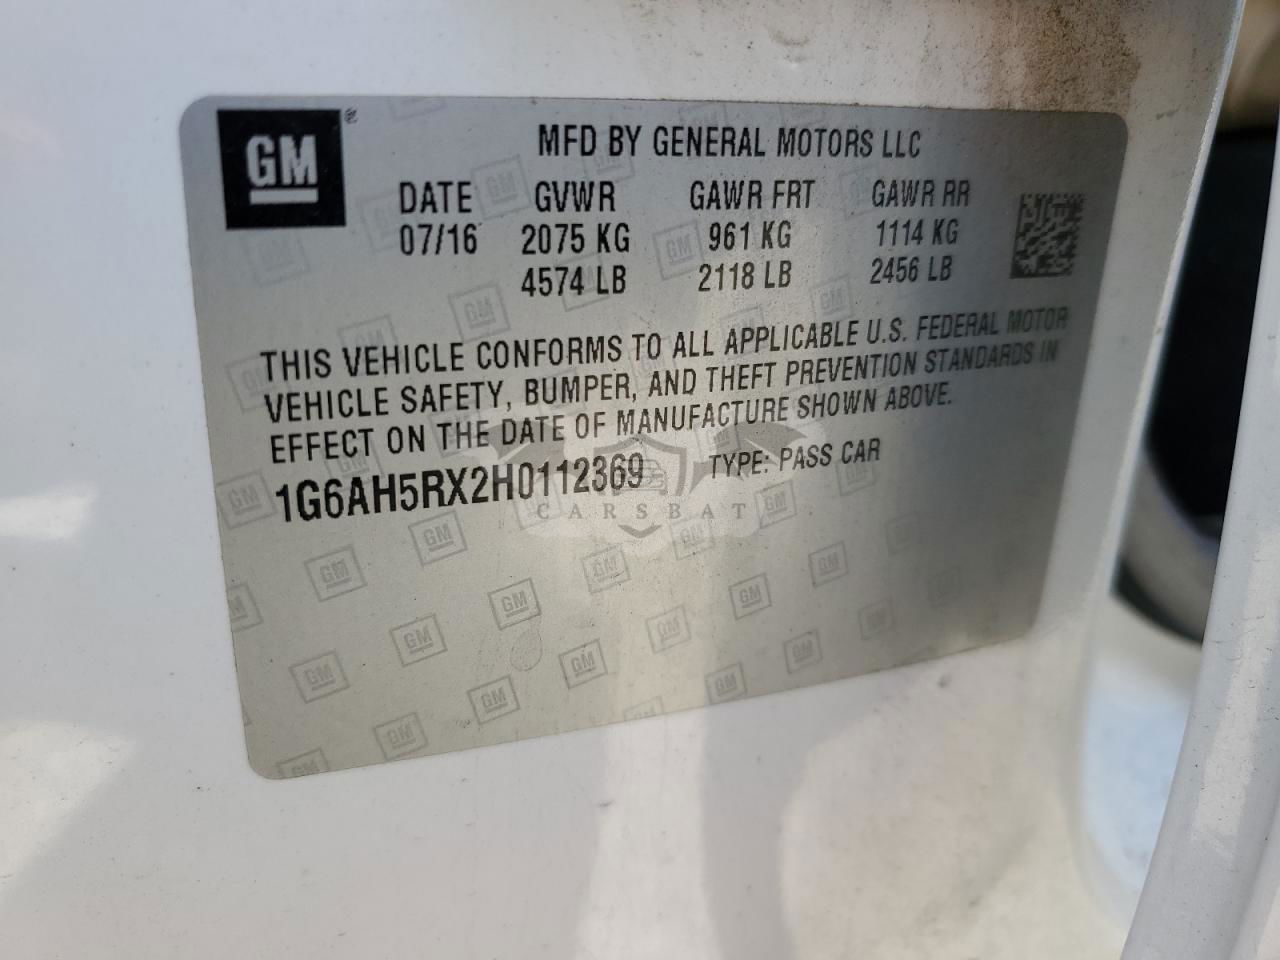 GM ®
MFD BY GENERAL MOTORS LLC
DATE GVWR GAWR FRT GAWR RR
07/16 2075 KG 961 KG 1114 KG
4574 LB 2118 LB 2456 LB
THIS VEHICLE CONFORMS TO ALL APPLICABLE U.S. FEDERAL MOTOR
VEHICLE SAFETY, BUMPER, AND THEFT PREVENTION STANDARDS IN
EFFECT ON THE DATE OF MANUFACTURE SHOWN ABOVE.
1G6AH5RX2H0112369 TYPE: PASS CAR
CARSBAT